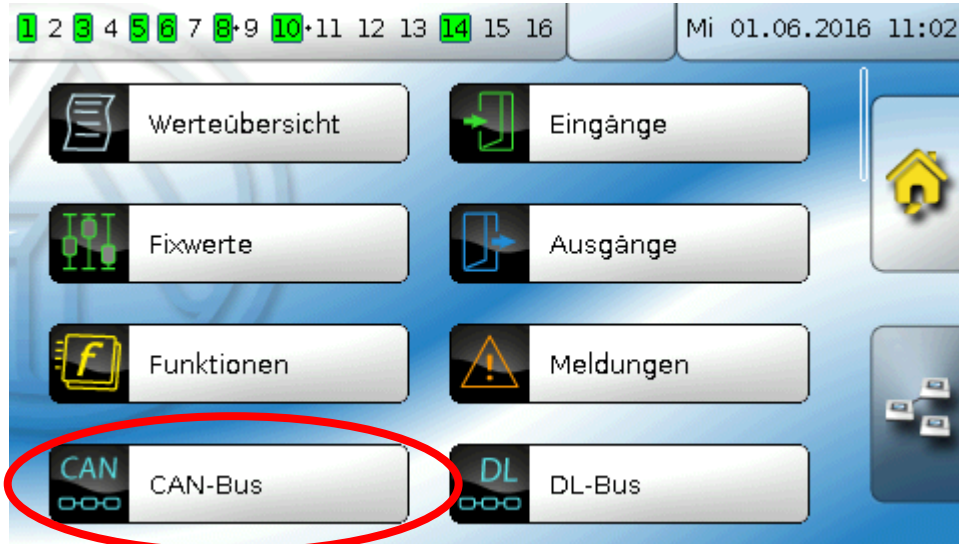 1 2 3 4 5 6 7 8+9 10+11 12 13 14 15 16 Mi 01.06.2016 11:02
Werteübersicht Eingänge
Fixwerte Ausgänge
f Funktionen Meldungen
CAN CAN-Bus DL DL-Bus